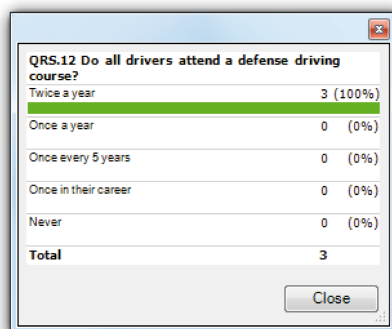 QRS.12 Do all drivers attend a defense driving
course?
Twice a year 3 (100%)
Once a year 0 (0%)
Once every 5 years 0 (0%)
Once in their career 0 (0%)
Never 0 (0%)
Total 3
Close